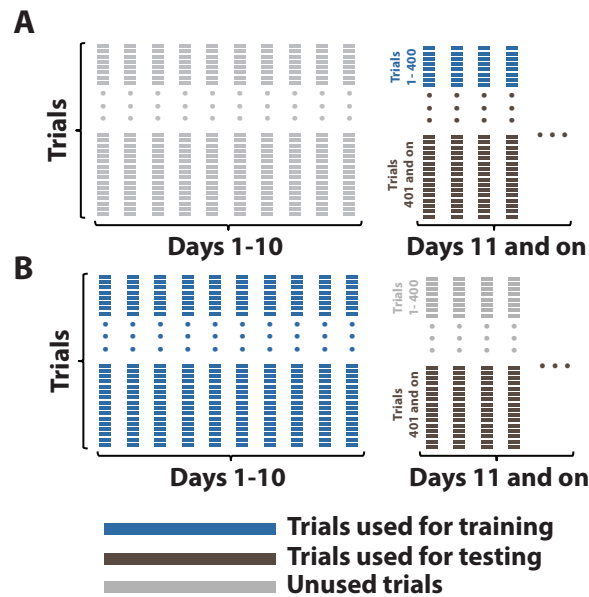 A
Trials
Trials
1-400
Trials
401 and on
Days 1-10
Days 11 and on
B
Trials
Trials
1-400
Trials
401 and on
Days 1-10
Days 11 and on
Trials used for training
Trials used for testing
Unused trials